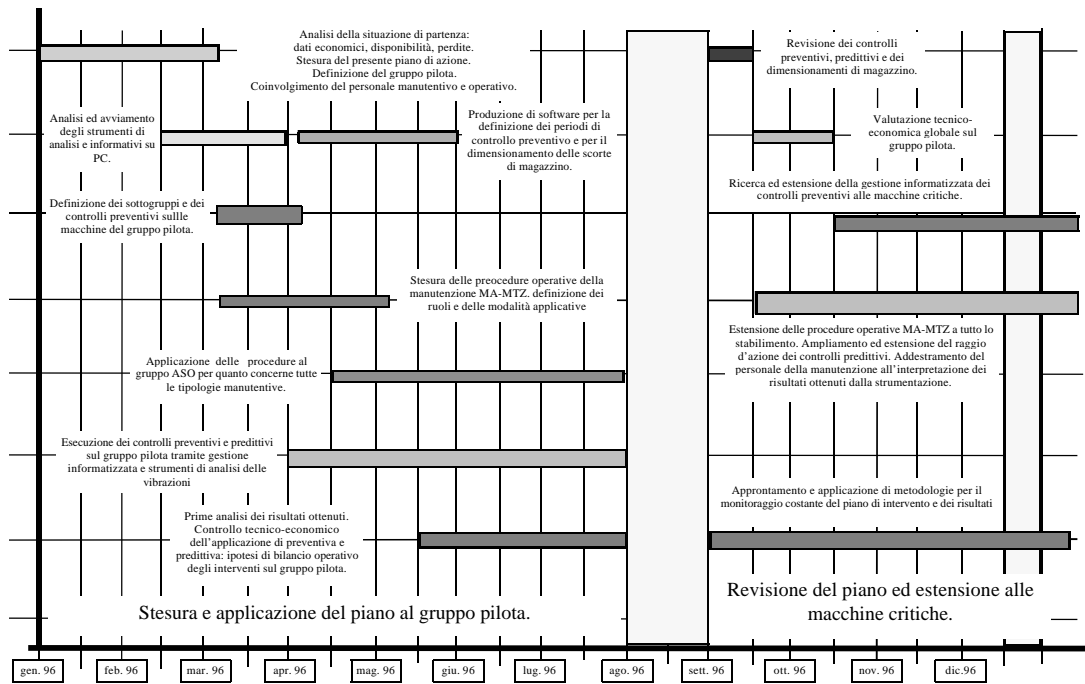 Analisi della situazione di partenza:
dati economici, disponibilità, perdite.
Stesura del presente piano di azione.
Definizione del gruppo pilota.
Coinvolgimento del personale manutentivo e operativo.
Revisione dei controlli
preventivi, predittivi e dei
dimensionamenti di magazzino.
Analisi ed avviamento
degli strumenti di
analisi e informativi su
PC.
Produzione di software per la
definizione dei periodi di
controllo preventivo e per il
dimensionamento delle scorte
di magazzino.
Valutazione tecnico-
economica globale sul
gruppo pilota.
Definizione dei sottogruppi e dei
controlli preventivi sullle
macchine del gruppo pilota.
Ricerca ed estensione della gestione informatizzata dei
controlli preventivi alle macchine critiche.
Stesura delle preocedure operative della
manutenzione MA-MTZ. definizione dei
ruoli e delle modalità applicative
Estensione delle procedure operative MA-MTZ a tutto lo
stabilimento. Ampliamento ed estensione del raggio
d'azione dei controlli predittivi. Addestramento del
personale della manutenzione all'interpretazione dei
risultati ottenuti dalla strumentazione.
Applicazione delle procedure al
gruppo ASO per quanto concerne tutte
le tipologie manutentive.
Esecuzione dei controlli preventivi e predittivi
sul gruppo pilota tramite gestione
informatizzata e strumenti di analisi delle
vibrazioni
Approntamento e applicazione di metodologie per il
monitoraggio costante del piano di intervento e dei risultati
Prime analisi dei risultati ottenuti.
Controllo tecnico-economico
dell'applicazione di preventiva e
predittiva: ipotesi di bilancio operativo
degli interventi sul gruppo pilota.
Stesura e applicazione del piano al gruppo pilota.
Revisione del piano ed estensione alle
macchine critiche.
gen. 96 feb. 96 mar. 96 apr. 96 mag. 96 giu. 96 lug. 96 ago. 96 sett. 96 ott. 96 nov. 96 dic.96